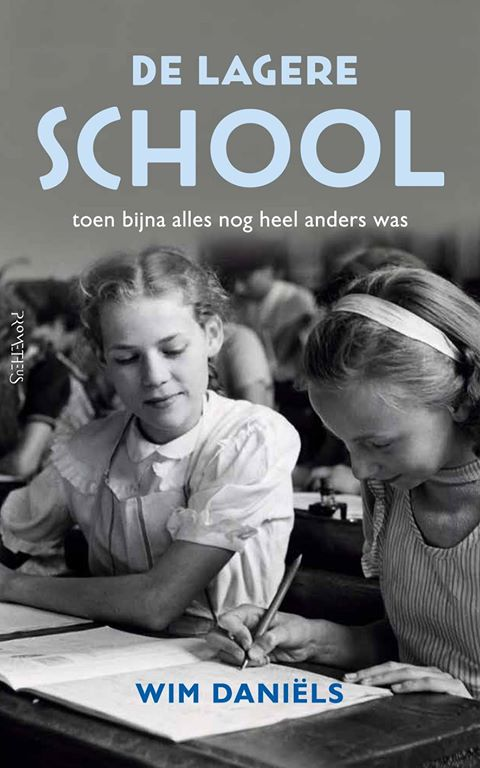 DE LAGERE
SCHOOL
toen bijna alles nog heel anders was
PROMETHEUS
WIM DANIËLS